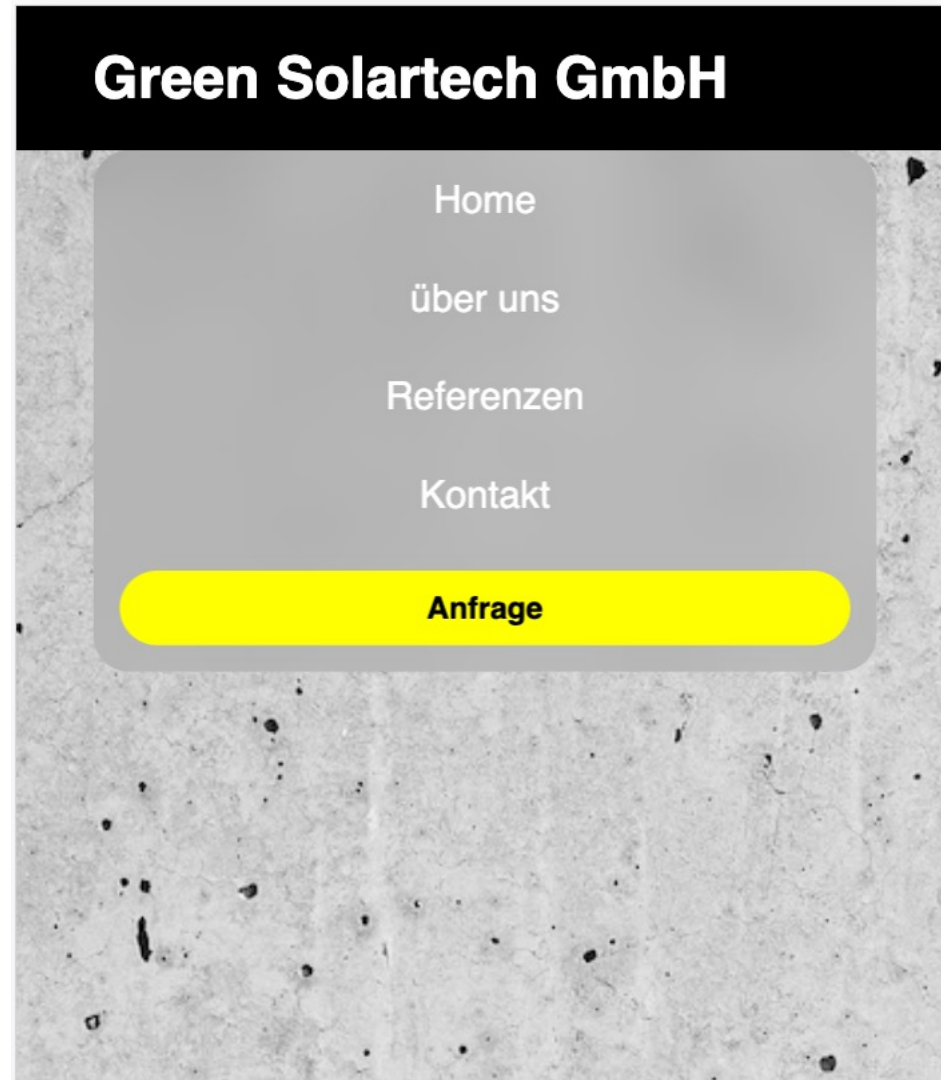 Green Solartech GmbH
Home
über uns
Referenzen
Kontakt
Anfrage